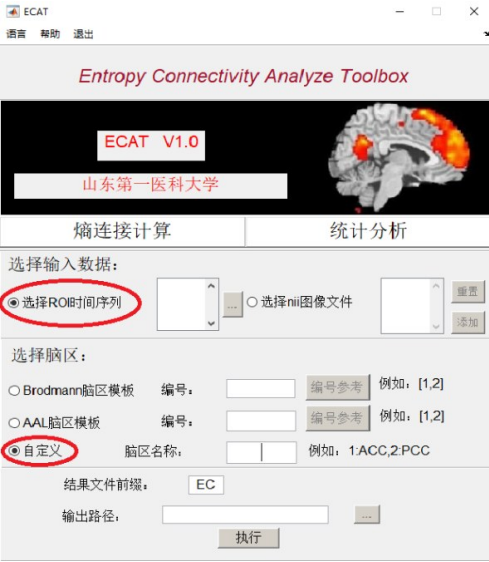 ECAT
语言 帮助 退出
Entropy Connectivity Analyze Toolbox
ECAT V1.0
山东第一医科大学
熵连接计算 统计分析
选择输入数据：
选择ROI时间序列 ... 选择nii图像文件 重置
添加
选择脑区：
Brodmann脑区模板 编号： 编号参考 例如：[1,2]
AAL脑区模板 编号： 编号参考 例如：[1,2]
自定义 脑区名称： 例如：1:ACC,2:PCC
结果文件前缀： EC
输出路径： ...
执行